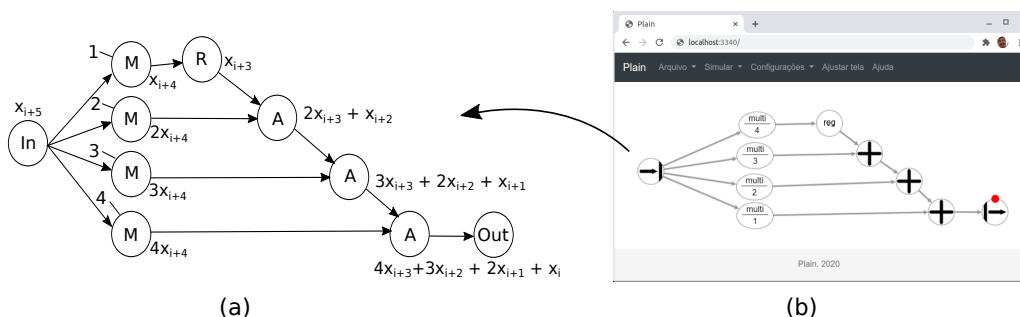 1
M
R
x_{i+3}
x_{i+4}
x_{i+5}
2
M
A
2x_{i+3} + x_{i+2}
In
2x_{i+4}
3
M
A
3x_{i+3} + 2x_{i+2} + x_{i+1}
3x_{i+4}
4
M
A
Out
4x_{i+4}
4x_{i+3}+3x_{i+2} + 2x_{i+1} + x_i
(a)
Plain
localhost:3340/
Plain Arquivo Simular Configurações Ajustar tela Ajuda
multi
4
reg
multi
3
multi
2
multi
1
Plain. 2020
(b)